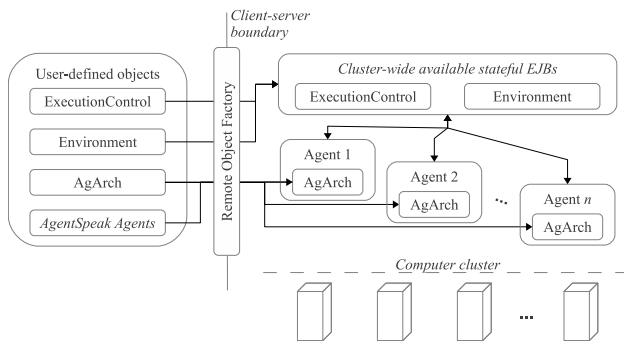 Client-server
boundary
User-defined objects
ExecutionControl
Environment
AgArch
AgentSpeak Agents
Remote Object Factory
Cluster-wide available stateful EJBs
ExecutionControl
Environment
Agent 1
AgArch
Agent 2
AgArch
...
Agent n
AgArch
Computer cluster
...